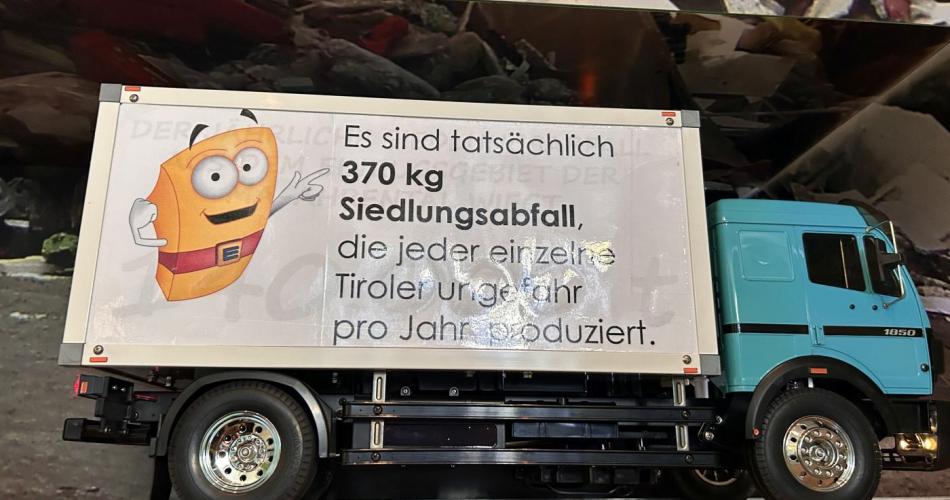 Es sind tatsächlich
370 kg
Siedlungsabfall,
die jeder einzelne
Tiroler ungefähr
pro Jahr produziert.
E
1850